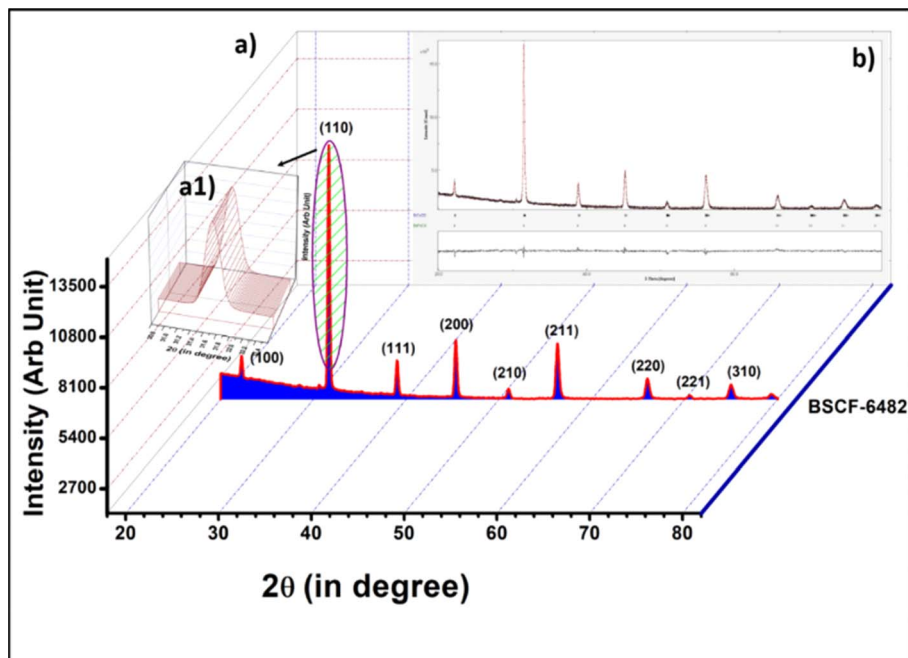 a)
b)
(110)
a1)
Intensity (Arb Unit)
2θ (in degree)
(100)
(111)
(200)
(210)
(211)
(220)
(221)
(310)
13500
10800
8100
5400
2700
Intensity (Arb Unit)
BSCF-6482
20 30 40 50 60 70 80
2θ (in degree)